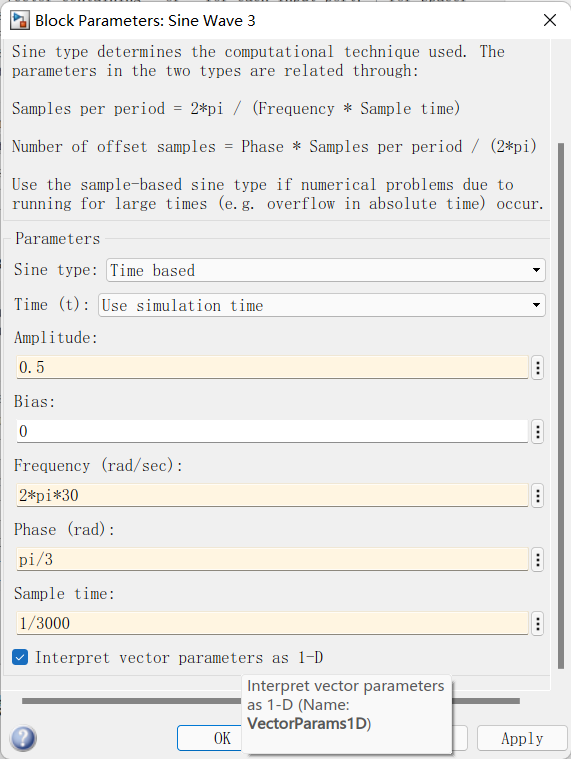 Block Parameters: Sine Wave 3
Sine type determines the computational technique used. The
parameters in the two types are related through:
Samples per period = 2*pi / (Frequency * Sample time)
Number of offset samples = Phase * Samples per period / (2*pi)
Use the sample-based sine type if numerical problems due to
running for large times (e.g. overflow in absolute time) occur.
Parameters
Sine type: Time based
Time (t): Use simulation time
Amplitude:
0.5
Bias:
0
Frequency (rad/sec):
2*pi*30
Phase (rad):
pi/3
Sample time:
1/3000
Interpret vector parameters as 1-D
Interpret vector parameters
as 1-D (Name:
VectorParams1D)
OK
Apply